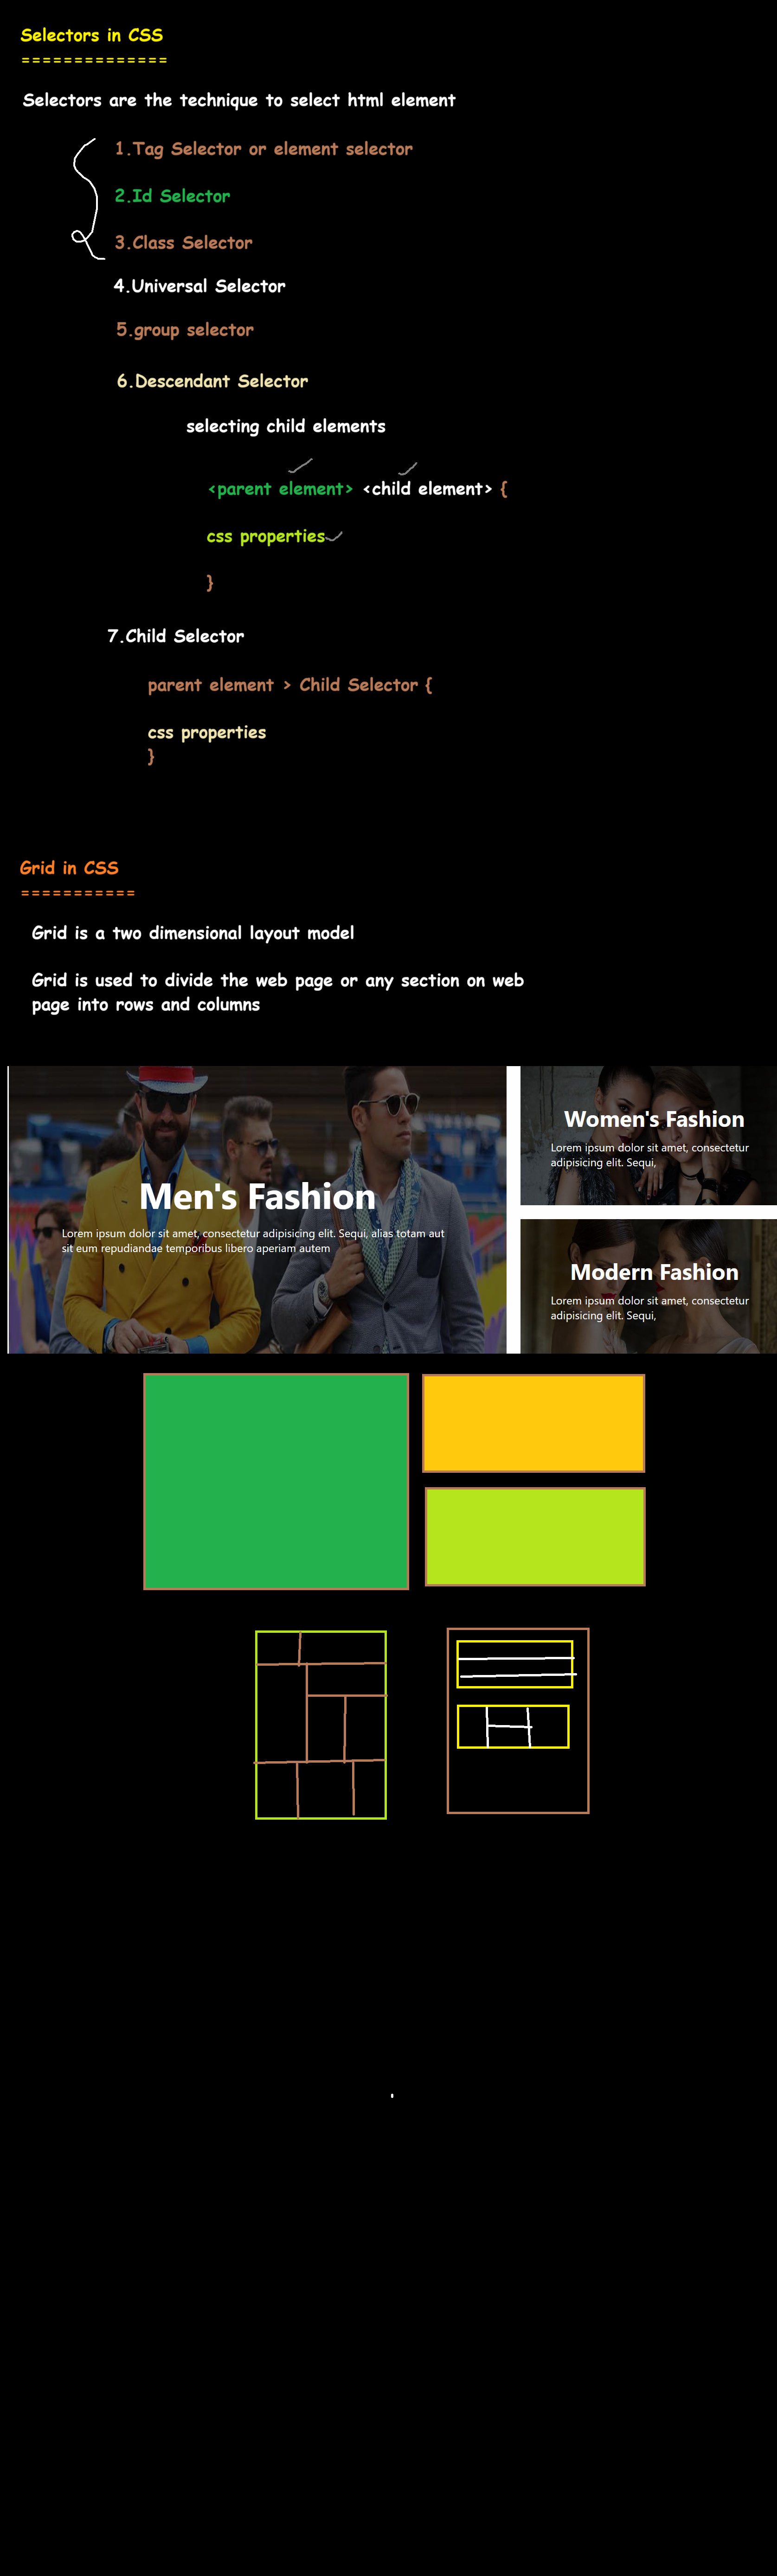 Selectors in CSS
==============
Selectors are the technique to select html element
1.Tag Selector or element selector
2.Id Selector
3.Class Selector
4.Universal Selector
5.group selector
6.Descendant Selector
selecting child elements
<parent element> <child element> {
css properties
}
7.Child Selector
parent element > Child Selector {
css properties
}
Grid in CSS
===========
Grid is a two dimensional layout model
Grid is used to divide the web page or any section on web
page into rows and columns
Men's Fashion
Lorem ipsum dolor sit amet, consectetur adipisicing elit. Sequi, alias totam aut
sit eum repudiandae temporibus libero aperiam autem
Women's Fashion
Lorem ipsum dolor sit amet, consectetur
adipisicing elit. Sequi,
Modern Fashion
Lorem ipsum dolor sit amet, consectetur
adipisicing elit. Sequi,